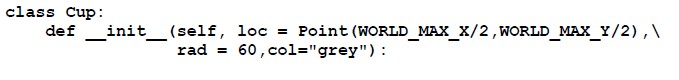 class Cup:
    def __init__(self, loc = Point(WORLD_MAX_X/2,WORLD_MAX_Y/2),\
                 rad = 60,col="grey"):